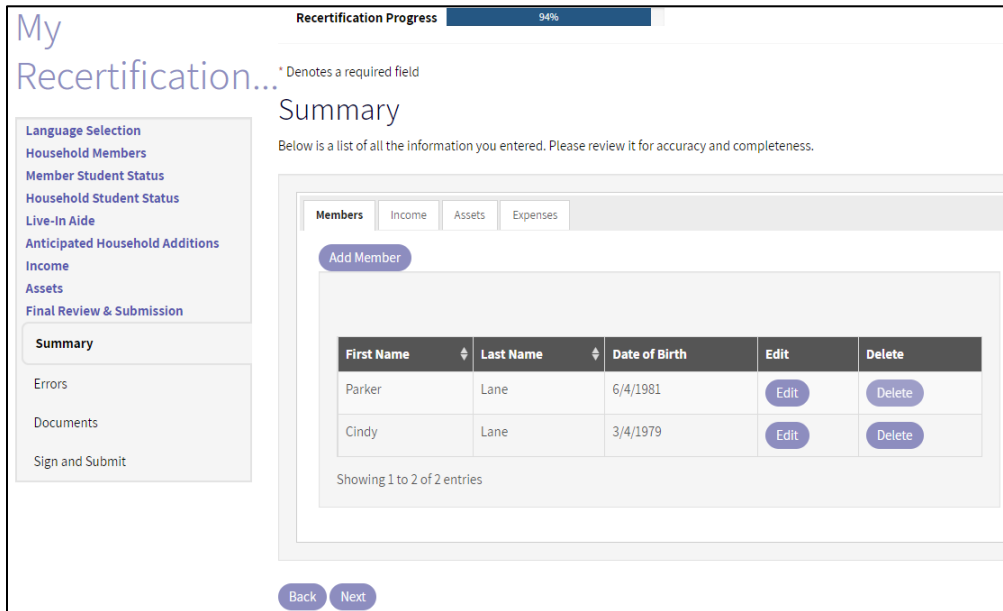 My
Recertification...
Recertification Progress 94%
* Denotes a required field
Summary
Below is a list of all the information you entered. Please review it for accuracy and completeness.
Language Selection
Household Members
Member Student Status
Household Student Status
Live-In Aide
Anticipated Household Additions
Income
Assets
Final Review & Submission
Summary
Errors
Documents
Sign and Submit
Members Income Assets Expenses
Add Member
First Name Last Name Date of Birth Edit Delete
Parker Lane 6/4/1981 Edit Delete
Cindy Lane 3/4/1979 Edit Delete
Showing 1 to 2 of 2 entries
Back Next